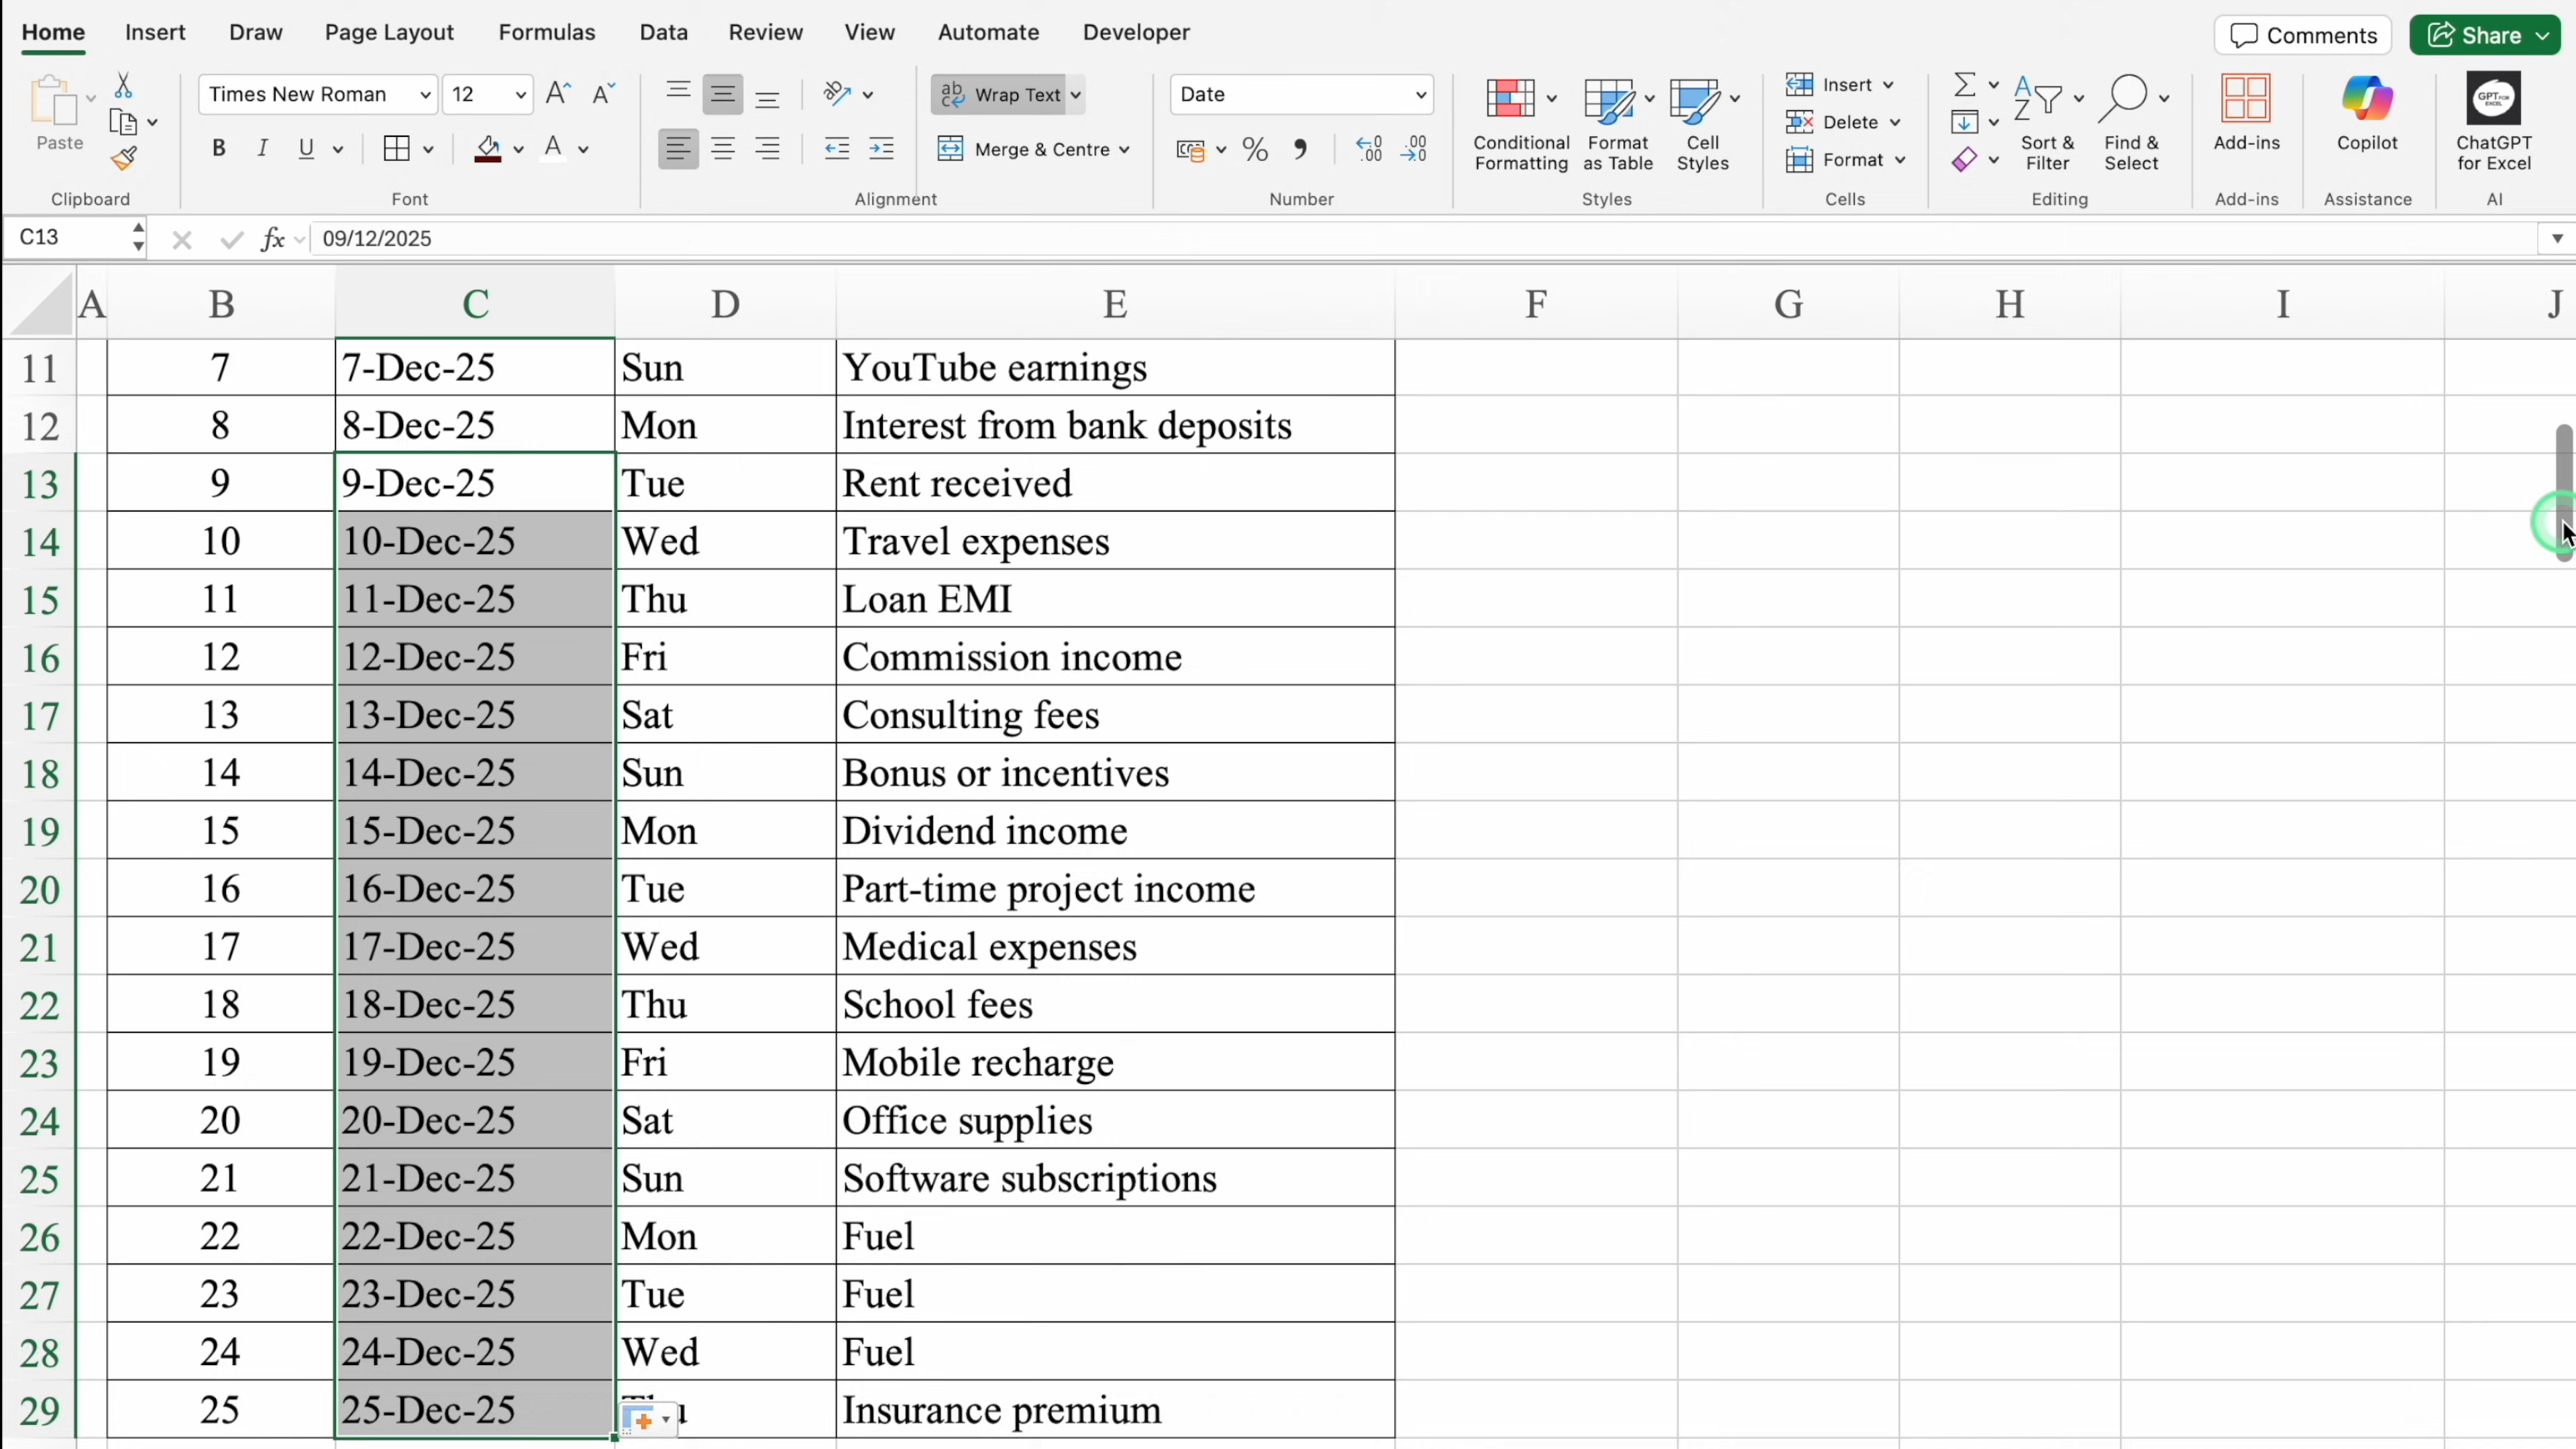 Home Insert Draw Page Layout Formulas Data Review View Automate Developer Comments Share
Paste Times New Roman 12 Wrap Text Date Insert
B I U Merge & Centre % Conditional Formatting Format as Table Cell Styles Delete Format Sort & Filter Find & Select Add-ins Copilot ChatGPT for Excel
Clipboard Font Alignment Number Styles Cells Editing Add-ins Assistance AI
C13 fx 09/12/2025
A B C D E F G H I J
11 7 7-Dec-25 Sun YouTube earnings
12 8 8-Dec-25 Mon Interest from bank deposits
13 9 9-Dec-25 Tue Rent received
14 10 10-Dec-25 Wed Travel expenses
15 11 11-Dec-25 Thu Loan EMI
16 12 12-Dec-25 Fri Commission income
17 13 13-Dec-25 Sat Consulting fees
18 14 14-Dec-25 Sun Bonus or incentives
19 15 15-Dec-25 Mon Dividend income
20 16 16-Dec-25 Tue Part-time project income
21 17 17-Dec-25 Wed Medical expenses
22 18 18-Dec-25 Thu School fees
23 19 19-Dec-25 Fri Mobile recharge
24 20 20-Dec-25 Sat Office supplies
25 21 21-Dec-25 Sun Software subscriptions
26 22 22-Dec-25 Mon Fuel
27 23 23-Dec-25 Tue Fuel
28 24 24-Dec-25 Wed Fuel
29 25 25-Dec-25 Insurance premium